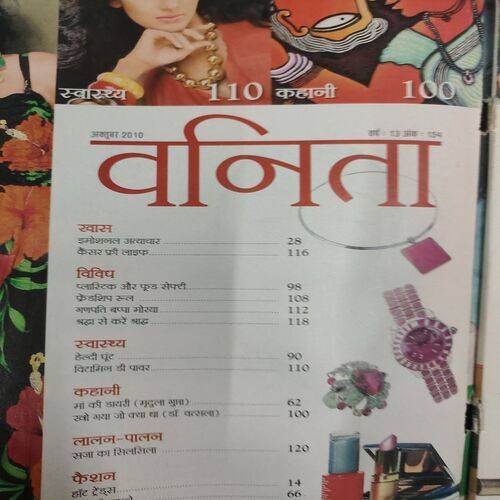 स्वास्थ्य 110 कहानी 100
अक्तूबर 2010 वर्ष : 13 अंक : 154
वनिता
खास
इमोशनल अत्याचार 28
कैंसर फ्री लाइफ 116
विविध
प्लास्टिक और फूड सेफ्टी 98
फ्रेंडशिप रूल 108
गणपति बप्पा मोरया 112
श्रद्धा से करें श्राद्ध 118
स्वास्थ्य
हेल्दी घूंट 90
विटामिन डी पावर 110
कहानी
मां की डायरी (मृदुला गुप्ता) 62
खो गया जो क्या था (डॉ वत्सला) 100
लालन-पालन
सजा का सिलसिला 120
फैशन
14
हॉट ट्रेंड्स 66